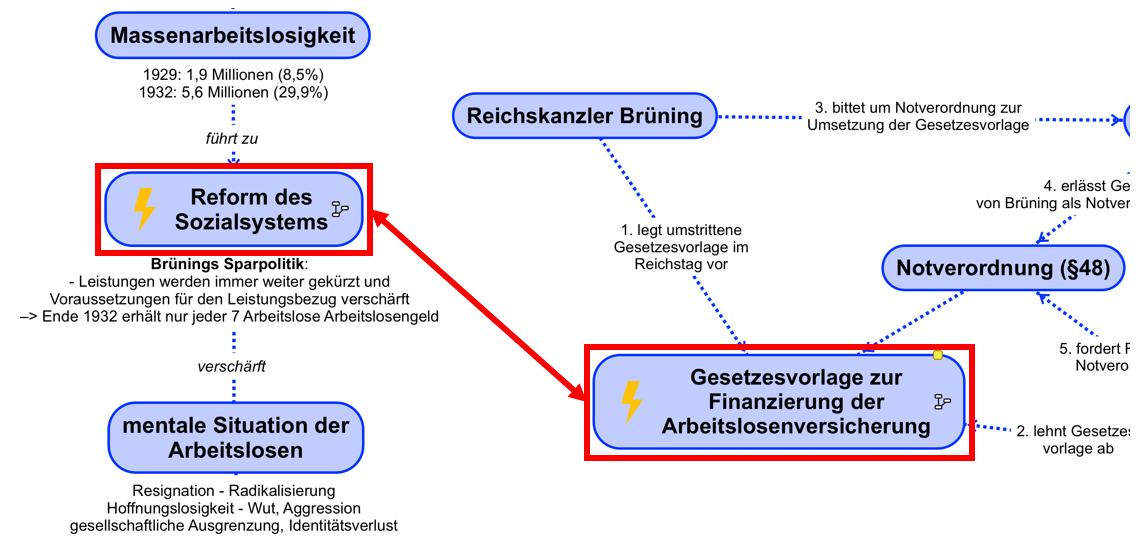 Massenarbeitslosigkeit
1929: 1,9 Millionen (8,5%)
1932: 5,6 Millionen (29,9%)
führt zu
Reform des
Sozialsystems
Brünings Sparpolitik:
- Leistungen werden immer weiter gekürzt und
Voraussetzungen für den Leistungsbezug verschärft
–> Ende 1932 erhält nur jeder 7 Arbeitslose Arbeitslosengeld
verschärft
mentale Situation der
Arbeitslosen
Resignation - Radikalisierung
Hoffnungslosigkeit - Wut, Aggression
gesellschaftliche Ausgrenzung, Identitätsverlust
Reichskanzler Brüning
3. bittet um Notverordnung zur
Umsetzung der Gesetzesvorlage
1. legt umstrittene
Gesetzesvorlage im
Reichstag vor
4. erlässt Ge
von Brüning als Notver
Notverordnung (§48)
5. fordert
Notveror
Gesetzesvorlage zur
Finanzierung der
Arbeitslosenversicherung
2. lehnt Gesetzes
vorlage ab